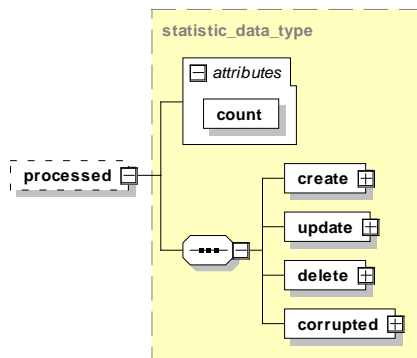 statistic_data_type
attributes
count
processed
create
update
delete
corrupted